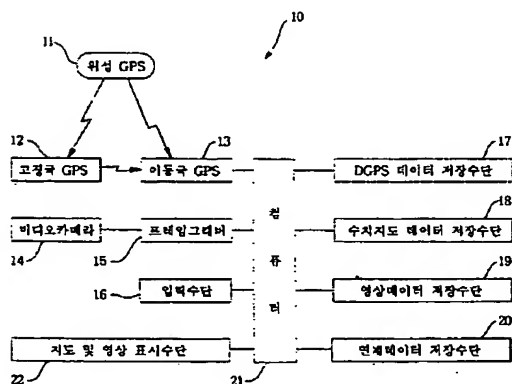 10
11
위성 GPS
12
13
17
고정국 GPS
이동국 GPS
DGPS 데이터 저장수단
18
비디오카메라
프레임그래버
수치지도 데이터 저장수단
14
15
컴퓨터
19
16
입력수단
영상데이터 저장수단
20
지도 및 영상 표시수단
연계데이터 저장수단
22
21